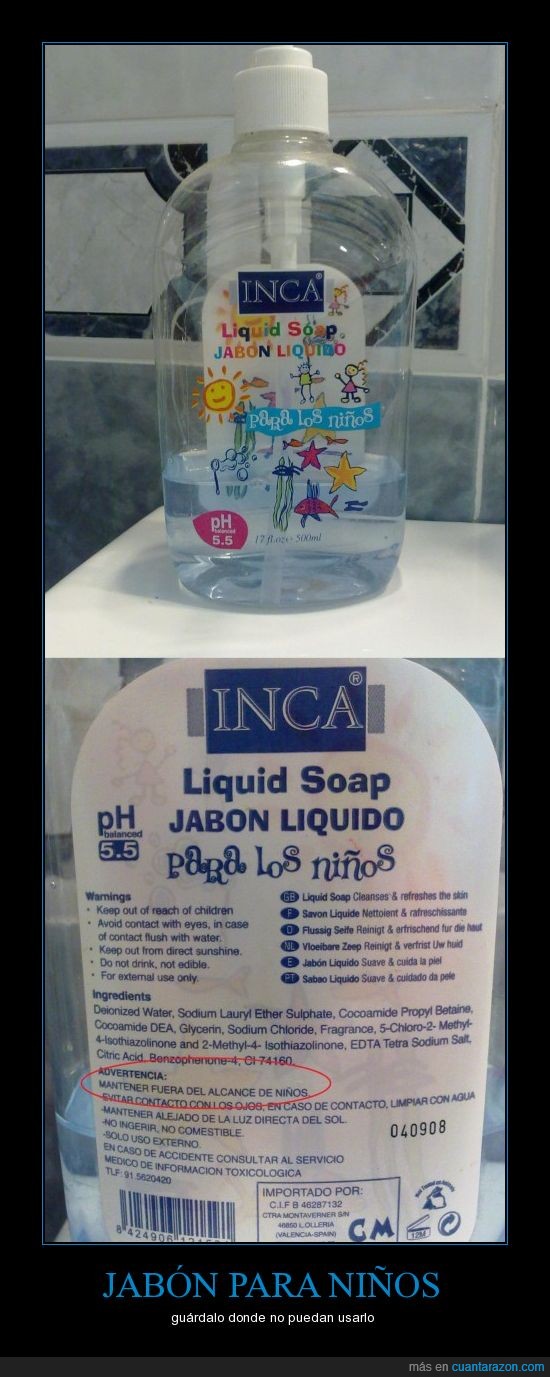 INCA®
Liquid Soap
JABON LIQUIDO
PARA LOS NIÑOS
pH
balanced
5.5
17 fl.oz e 500ml
INCA®
Liquid Soap
pH
balanced
5.5
JABON LIQUIDO
PARA LOS NIÑOS
Warnings
• Keep out of reach of children
• Avoid contact with eyes, in case
of contact flush with water.
• Keep out from direct sunshine.
• Do not drink, not edible.
• For external use only.
GB Liquid Soap Cleanses & refreshes the skin
F Savon Liquide Nettoient & rafreschissante
D Flussig Seife Reinigt & erfrischend fur die haut
NL Vloeibare Zeep Reinigt & verfrist Uw huid
E Jabón Líquido Suave & cuida la piel
PT Sabao Liquido Suave & cuidado da pele
Ingredients
Deionized Water, Sodium Lauryl Ether Sulphate, Cocoamide Propyl Betaine,
Cocoamide DEA, Glycerin, Sodium Chloride, Fragrance, 5-Chloro-2- Methyl-
4-Isothiazolinone and 2-Methyl-4- Isothiazolinone, EDTA Tetra Sodium Salt,
Citric Acid, Benzophenone-4, CI 74160.
ADVERTENCIA:
MANTENER FUERA DEL ALCANCE DE NIÑOS.
-EVITAR CONTACTO CON LOS OJOS, EN CASO DE CONTACTO, LIMPIAR CON AGUA
-MANTENER ALEJADO DE LA LUZ DIRECTA DEL SOL.
-NO INGERIR, NO COMESTIBLE.
-SOLO USO EXTERNO.
EN CASO DE ACCIDENTE CONSULTAR AL SERVICIO
MEDICO DE INFORMACION TOXICOLOGICA
TLF: 91.5620420
040908
8 424906
IMPORTADO POR:
C.I.F B 46287132
CTRA MONTAVERNER S/N
46850 L.OLLERIA
(VALENCIA-SPAIN)
CM
12M
JABÓN PARA NIÑOS
guárdalo donde no puedan usarlo
más en cuantarazon.com